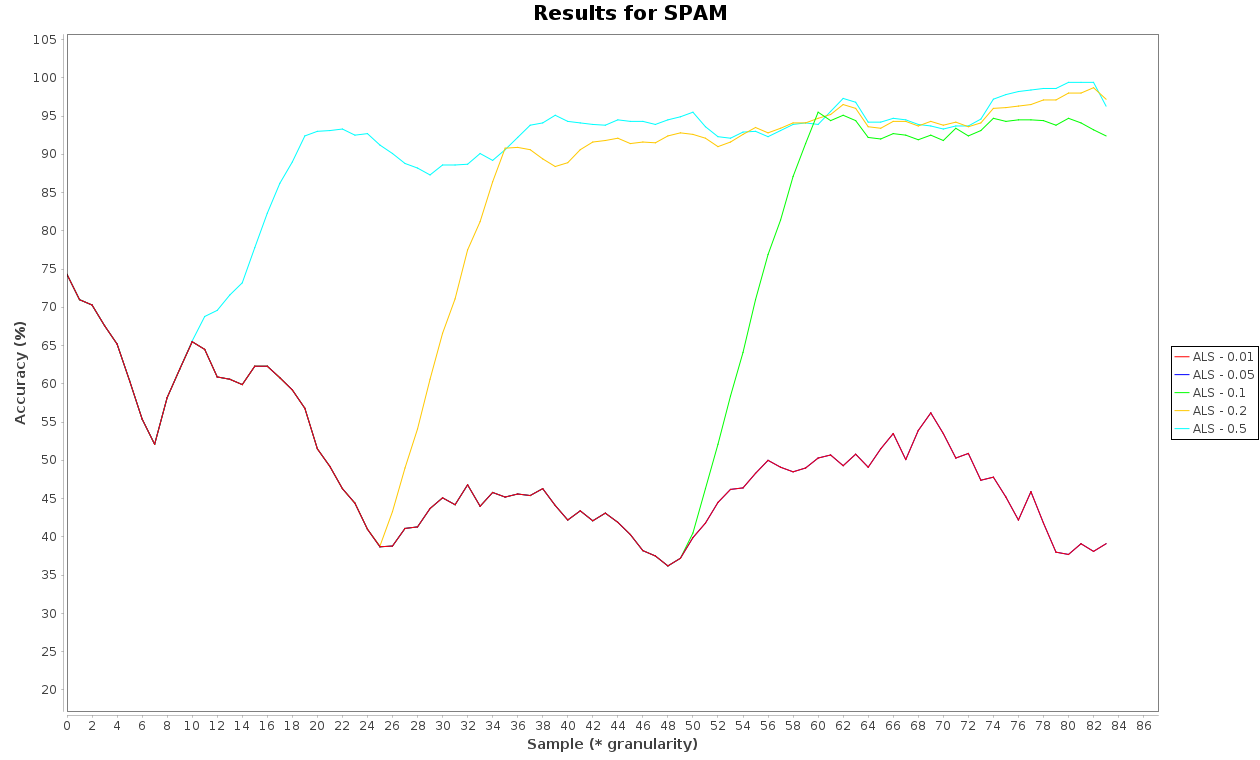 Results for SPAM
105
100
95
90
85
80
75
70
65
60
55
50
45
40
35
30
25
20
Accuracy (%)
0 2 4 6 8 10 12 14 16 18 20 22 24 26 28 30 32 34 36 38 40 42 44 46 48 50 52 54 56 58 60 62 64 66 68 70 72 74 76 78 80 82 84 86
Sample (* granularity)
ALS - 0.01
ALS - 0.05
ALS - 0.1
ALS - 0.2
ALS - 0.5